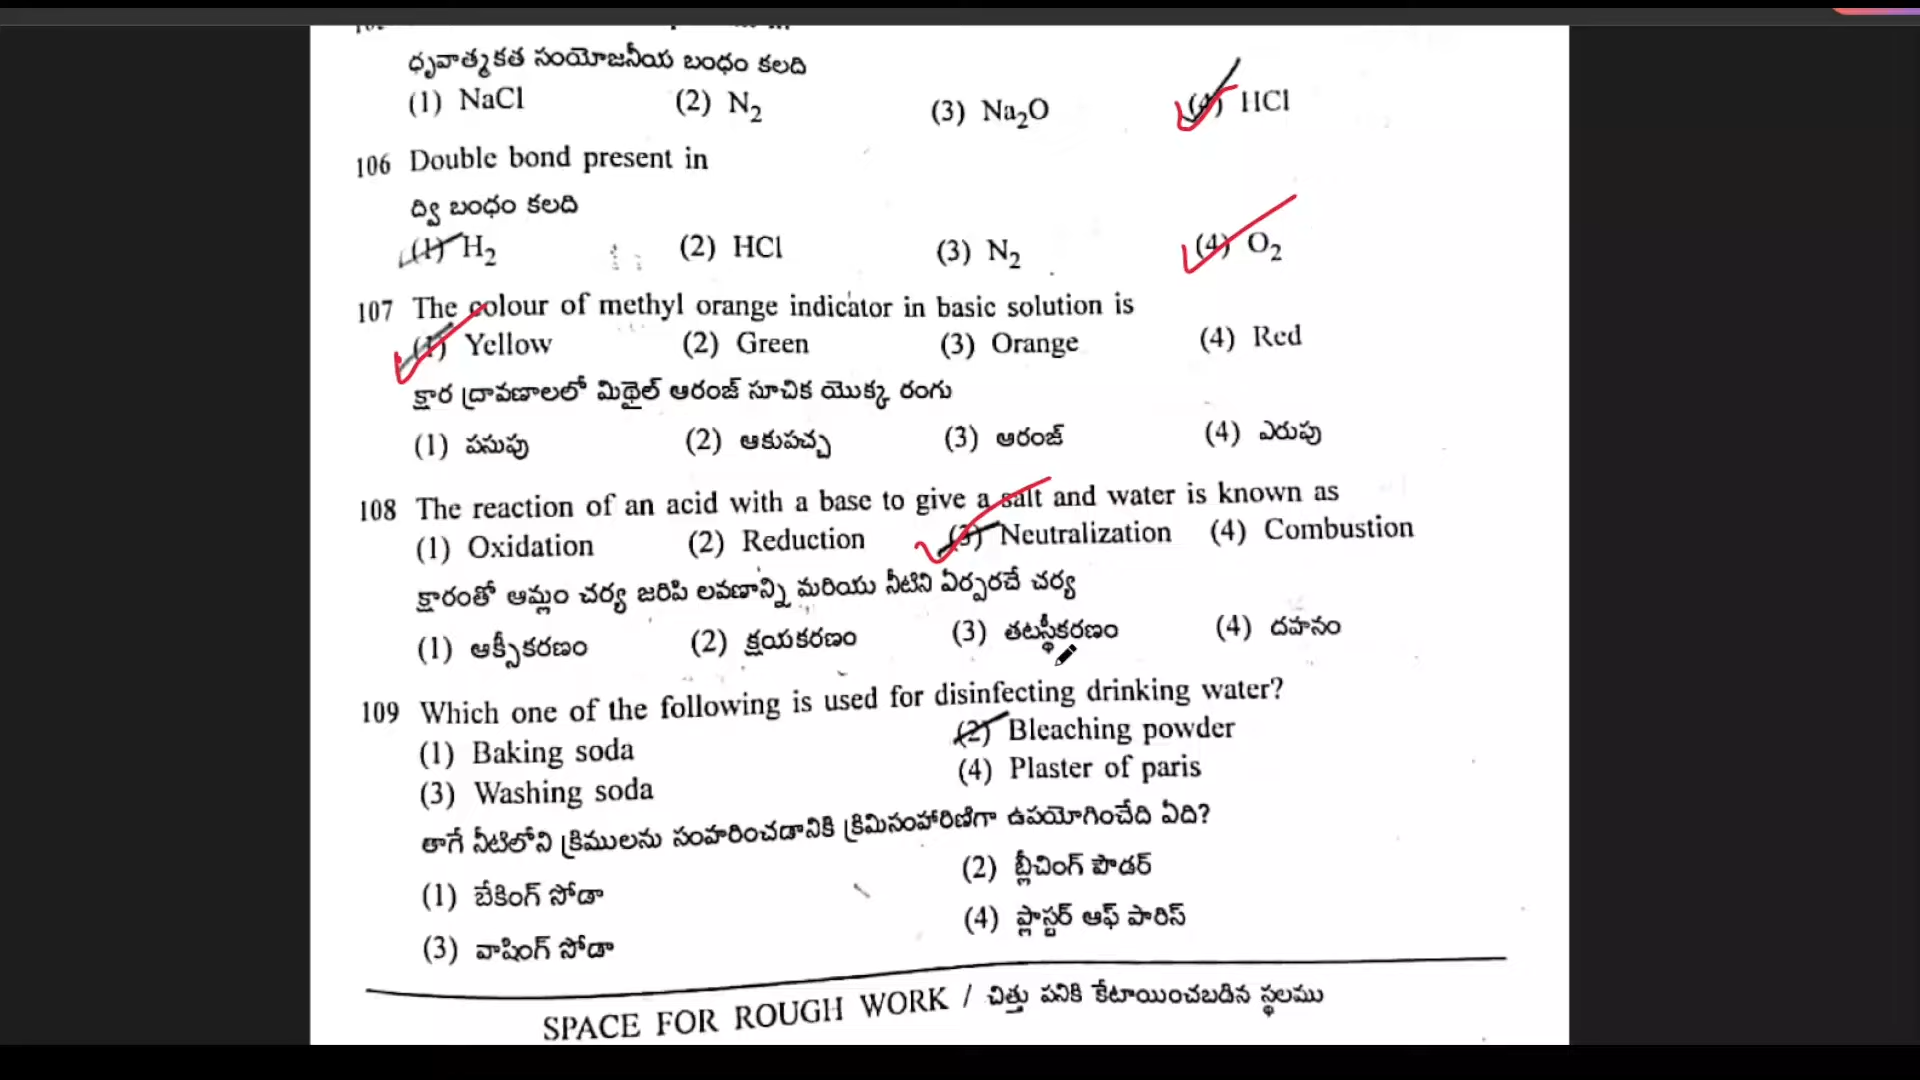 ధృవాత్మకత సంయోజనీయ బంధం కలది
(1) NaCl (2) N₂ (3) Na₂O (4) HCl
106 Double bond present in
ద్వి బంధం కలది
(1) H₂ (2) HCl (3) N₂ (4) O₂
107 The colour of methyl orange indicator in basic solution is
(1) Yellow (2) Green (3) Orange (4) Red
క్షార ద్రావణాలలో మిథైల్ ఆరంజ్ సూచిక యొక్క రంగు
(1) పసుపు (2) ఆకుపచ్చ (3) ఆరంజ్ (4) ఎరుపు
108 The reaction of an acid with a base to give a salt and water is known as
(1) Oxidation (2) Reduction (3) Neutralization (4) Combustion
క్షారంతో ఆమ్లం చర్య జరిపి లవణాన్ని మరియు నీటిని ఏర్పరచే చర్య
(1) ఆక్సీకరణం (2) క్షయకరణం (3) తటస్థీకరణం (4) దహనం
109 Which one of the following is used for disinfecting drinking water?
(1) Baking soda (2) Bleaching powder
(3) Washing soda (4) Plaster of paris
తాగే నీటిలోని క్రిములను సంహరించడానికి క్రిమిసంహారిణిగా ఉపయోగించేది ఏది?
(1) బేకింగ్ సోడా (2) బ్లీచింగ్ పౌడర్
(3) వాషింగ్ సోడా (4) ప్లాస్టర్ ఆఫ్ పారిస్
SPACE FOR ROUGH WORK / చిత్తు పనికి కేటాయించబడిన స్థలము